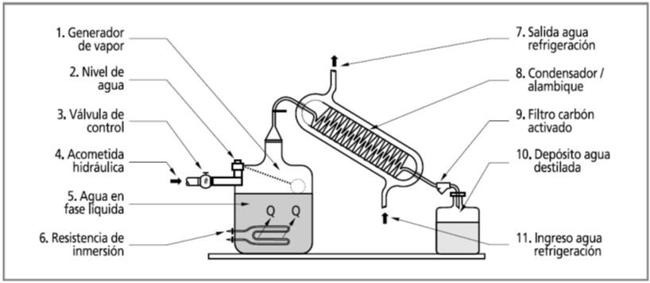 1. Generador
de vapor
2. Nivel de
agua
3. Válvula de
control
4. Acometida
hidráulica
5. Agua en
fase líquida
6. Resistencia de
inmersión
Q
Q
7. Salida agua
refrigeración
8. Condensador /
alambique
9. Filtro carbón
activado
10. Depósito agua
destilada
11. Ingreso agua
refrigeración